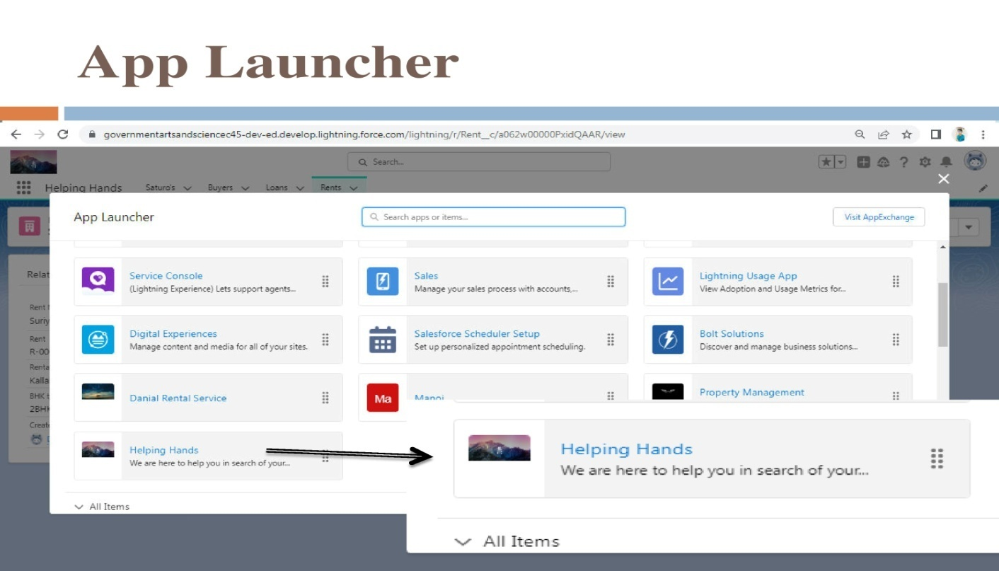 App Launcher
governmentartsandsciencec45-dev-ed.develop.lightning.force.com/lightning/r/Rent__c/a062w00000PxidQAAR/view
Search...
Helping Hands Saturo's Buyers Loans Rents
App Launcher Search apps or items... Visit AppExchange
Relat
Rent
Suriy
Rent
R-00
Renta
Kalla
BHK t
2BHK
Create
Service Console
(Lightning Experience) Lets support agents...
Sales
Manage your sales process with accounts,...
Lightning Usage App
View Adoption and Usage Metrics for...
Digital Experiences
Manage content and media for all of your sites.
Salesforce Scheduler Setup
Set up personalized appointment scheduling.
Bolt Solutions
Discover and manage business solutions...
Danial Rental Service
Ma
Manoj
Property Management
Helping Hands
We are here to help you in search of your...
All Items
Helping Hands
We are here to help you in search of your...
All Items